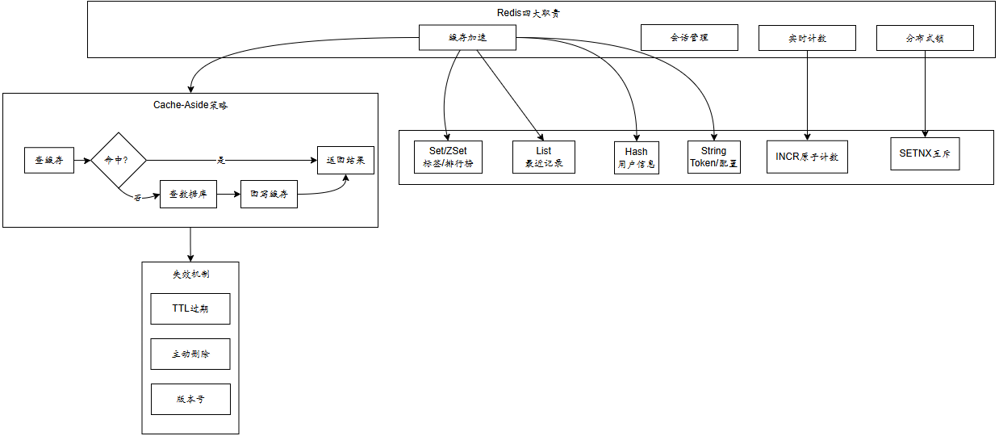 Redis四大职责
缓存加速
会话管理
实时计数
分布式锁
Cache-Aside策略
查缓存
命中?
是
返回结果
否
查数据库
回写缓存
Set/ZSet
标签/排行榜
List
最近记录
Hash
用户信息
String
Token/配置
INCR原子计数
SETNX互斥
失效机制
TTL过期
主动删除
版本号